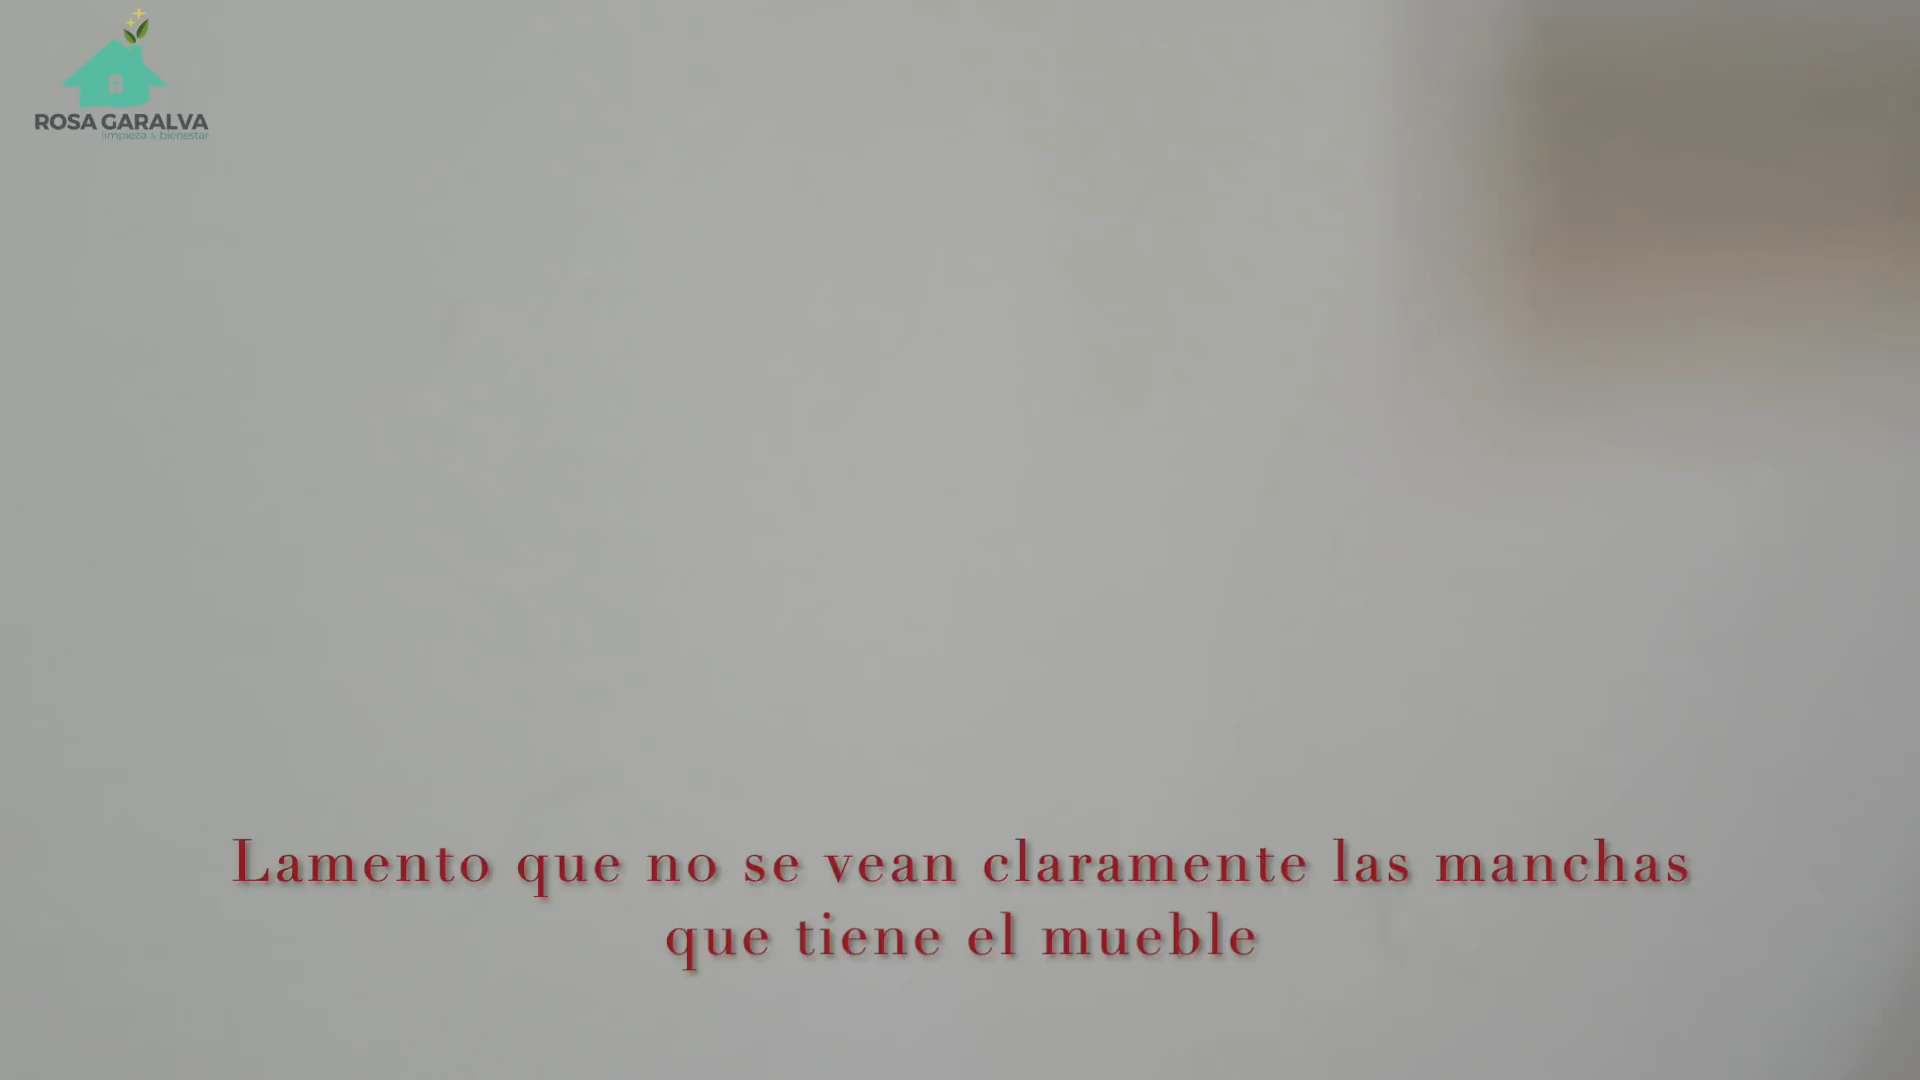 ROSA GARALVA
limpieza & bienestar
Lamento que no se vean claramente las manchas
que tiene el mueble